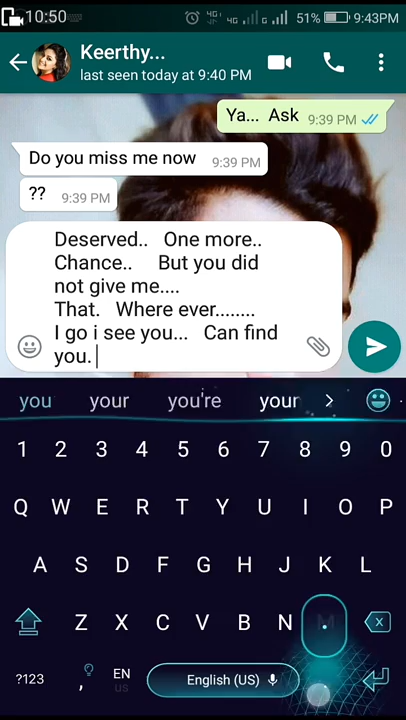 10:50 4G 4G G 51% 9:43PM
Keerthy...
last seen today at 9:40 PM
Ya... Ask 9:39 PM
Do you miss me now 9:39 PM
?? 9:39 PM
Deserved.. One more..
Chance.. But you did
not give me....
That. Where ever........
I go i see you... Can find
you.
you your you're your
1 2 3 4 5 6 7 8 9 0
Q W E R T Y U I O P
A S D F G H J K L
Z X C V B N M
?123 , EN us English (US) .